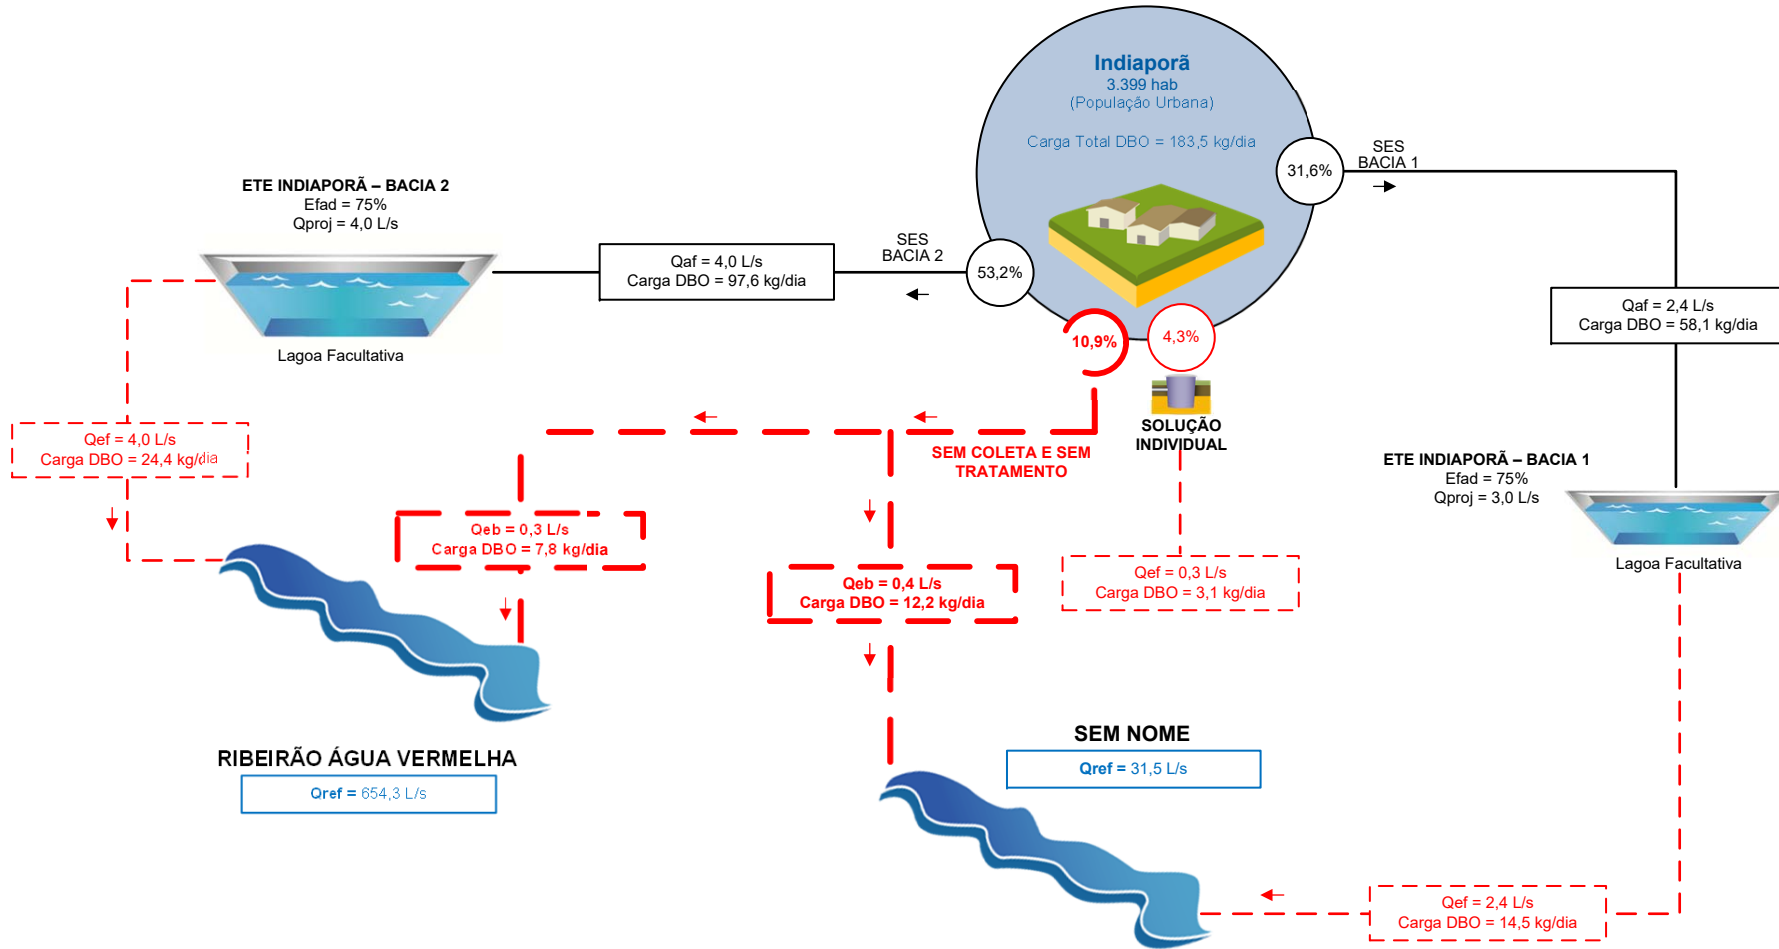 Indiaporã
3.399 hab
(População Urbana)
Carga Total DBO = 183,5 kg/dia
31,6%
SES
BACIA 1
ETE INDIAPORÃ – BACIA 2
Efad = 75%
Qproj = 4,0 L/s
Qaf = 4,0 L/s
Carga DBO = 97,6 kg/dia
SES
BACIA 2
53,2%
Lagoa Facultativa
10,9%
4,3%
Qaf = 2,4 L/s
Carga DBO = 58,1 kg/dia
SOLUÇÃO
INDIVIDUAL
Qef = 4,0 L/s
Carga DBO = 24,4 kg/dia
SEM COLETA E SEM
TRATAMENTO
ETE INDIAPORÃ – BACIA 1
Efad = 75%
Qproj = 3,0 L/s
Lagoa Facultativa
Qeb = 0,3 L/s
Carga DBO = 7,8 kg/dia
Qeb = 0,4 L/s
Carga DBO = 12,2 kg/dia
Qef = 0,3 L/s
Carga DBO = 3,1 kg/dia
RIBEIRÃO ÁGUA VERMELHA
Qref = 654,3 L/s
SEM NOME
Qref = 31,5 L/s
Qef = 2,4 L/s
Carga DBO = 14,5 kg/dia